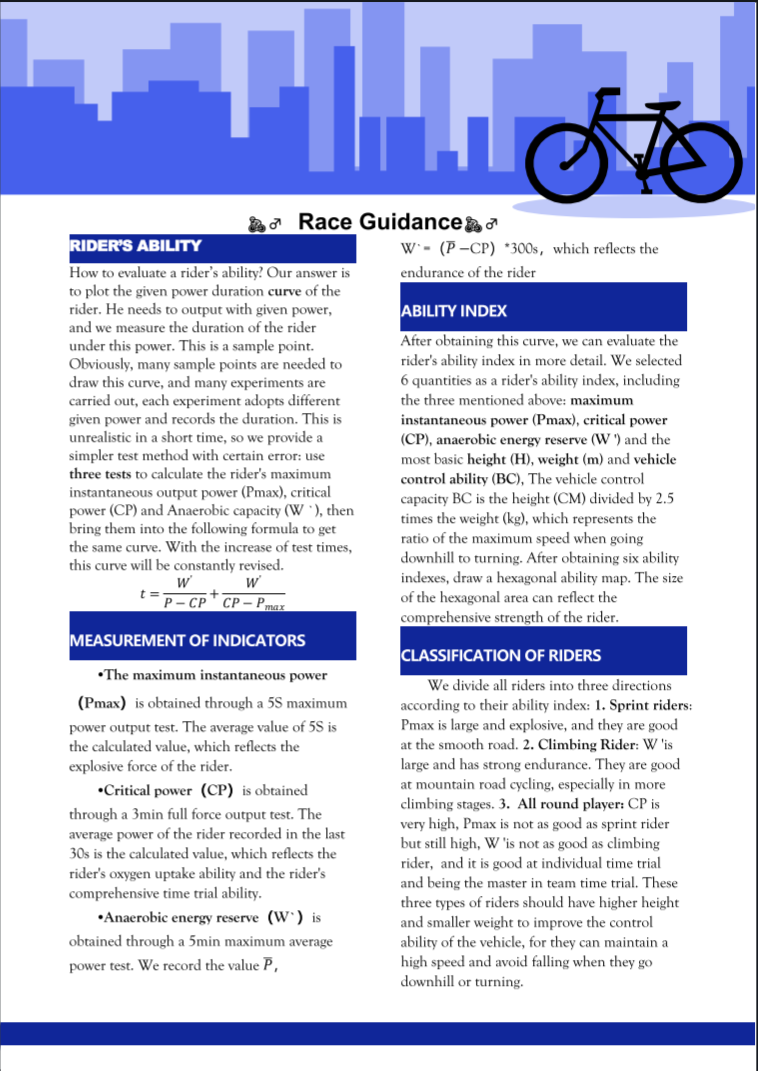 Race Guidance
RIDER'S ABILITY
How to evaluate a rider's ability? Our answer is
to plot the given power duration curve of the
rider. He needs to output with given power,
and we measure the duration of the rider
under this power. This is a sample point.
Obviously, many sample points are needed to
draw this curve, and many experiments are
carried out, each experiment adopts different
given power and records the duration. This is
unrealistic in a short time, so we provide a
simpler test method with certain error: use
three tests to calculate the rider's maximum
instantaneous output power (Pmax), critical
power (CP) and Anaerobic capacity (W `), then
bring them into the following formula to get
the same curve. With the increase of test times,
this curve will be constantly revised.
t = W'/(P − CP) + W'/(CP − Pmax)
MEASUREMENT OF INDICATORS
•The maximum instantaneous power
(Pmax) is obtained through a 5S maximum
power output test. The average value of 5S is
the calculated value, which reflects the
explosive force of the rider.
•Critical power (CP) is obtained
through a 3min full force output test. The
average power of the rider recorded in the last
30s is the calculated value, which reflects the
rider's oxygen uptake ability and the rider's
comprehensive time trial ability.
•Anaerobic energy reserve (W`) is
obtained through a 5min maximum average
power test. We record the value P̅,
W`= (P̅ −CP) *300s, which reflects the
endurance of the rider
ABILITY INDEX
After obtaining this curve, we can evaluate the
rider's ability index in more detail. We selected
6 quantities as a rider's ability index, including
the three mentioned above: maximum
instantaneous power (Pmax), critical power
(CP), anaerobic energy reserve (W ') and the
most basic height (H), weight (m) and vehicle
control ability (BC), The vehicle control
capacity BC is the height (CM) divided by 2.5
times the weight (kg), which represents the
ratio of the maximum speed when going
downhill to turning. After obtaining six ability
indexes, draw a hexagonal ability map. The size
of the hexagonal area can reflect the
comprehensive strength of the rider.
CLASSIFICATION OF RIDERS
We divide all riders into three directions
according to their ability index: 1. Sprint riders:
Pmax is large and explosive, and they are good
at the smooth road. 2. Climbing Rider: W 'is
large and has strong endurance. They are good
at mountain road cycling, especially in more
climbing stages. 3. All round player: CP is
very high, Pmax is not as good as sprint rider
but still high, W 'is not as good as climbing
rider, and it is good at individual time trial
and being the master in team time trial. These
three types of riders should have higher height
and smaller weight to improve the control
ability of the vehicle, for they can maintain a
high speed and avoid falling when they go
downhill or turning.